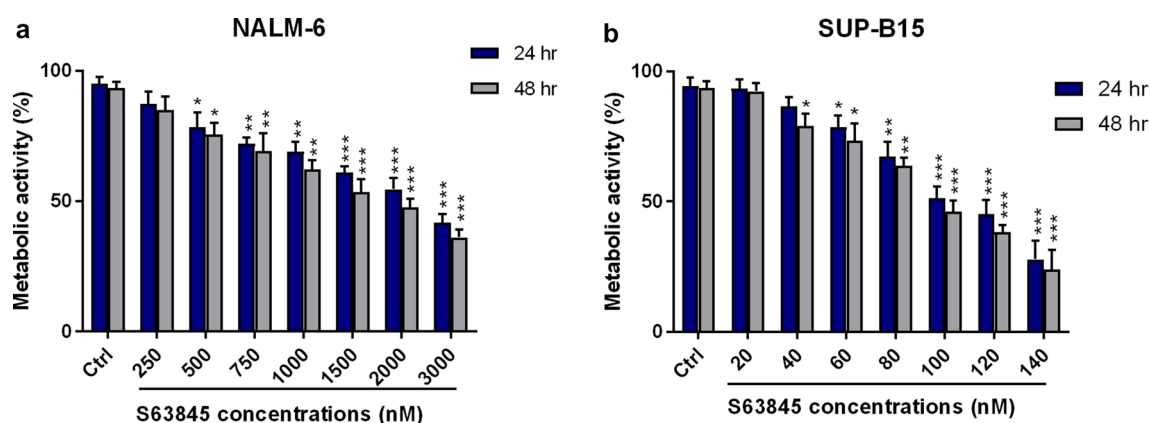 a
NALM-6
24 hr
48 hr
Metabolic activity (%)
100
50
0
* * ** ** ** ** *** *** *** *** *** ***
Ctrl 250 500 750 1000 1500 2000 3000
S63845 concentrations (nM)
b
SUP-B15
24 hr
48 hr
Metabolic activity (%)
100
50
0
* * * ** ** *** *** *** *** *** ***
Ctrl 20 40 60 80 100 120 140
S63845 concentrations (nM)